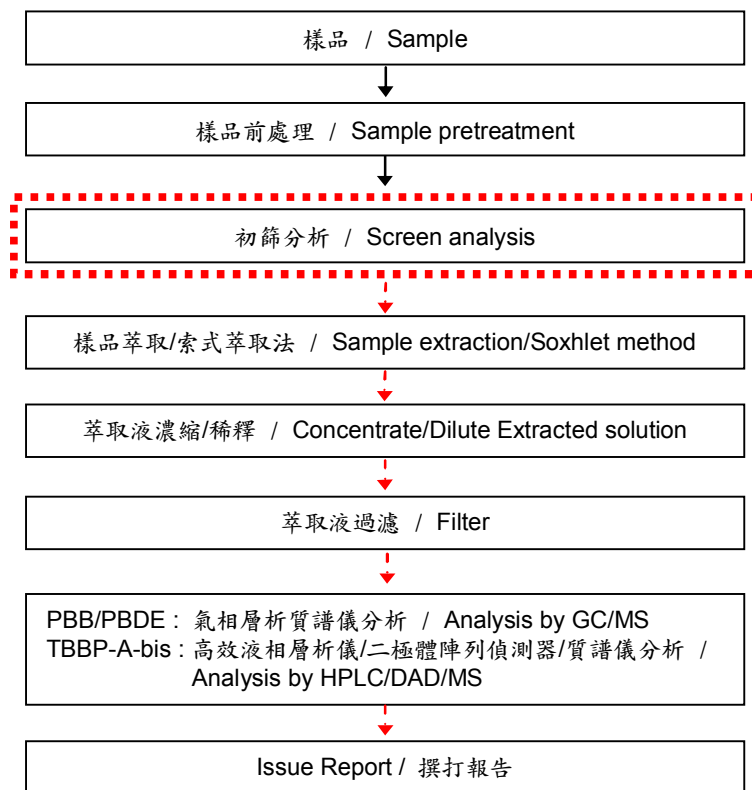 樣品 / Sample
樣品前處理 / Sample pretreatment
初篩分析 / Screen analysis
樣品萃取/索式萃取法 / Sample extraction/Soxhlet method
萃取液濃縮/稀釋 / Concentrate/Dilute Extracted solution
萃取液過濾 / Filter
PBB/PBDE : 氣相層析質譜儀分析 / Analysis by GC/MS
TBBP-A-bis : 高效液相層析儀/二極體陣列偵測器/質譜儀分析 /
Analysis by HPLC/DAD/MS
Issue Report / 撰打報告